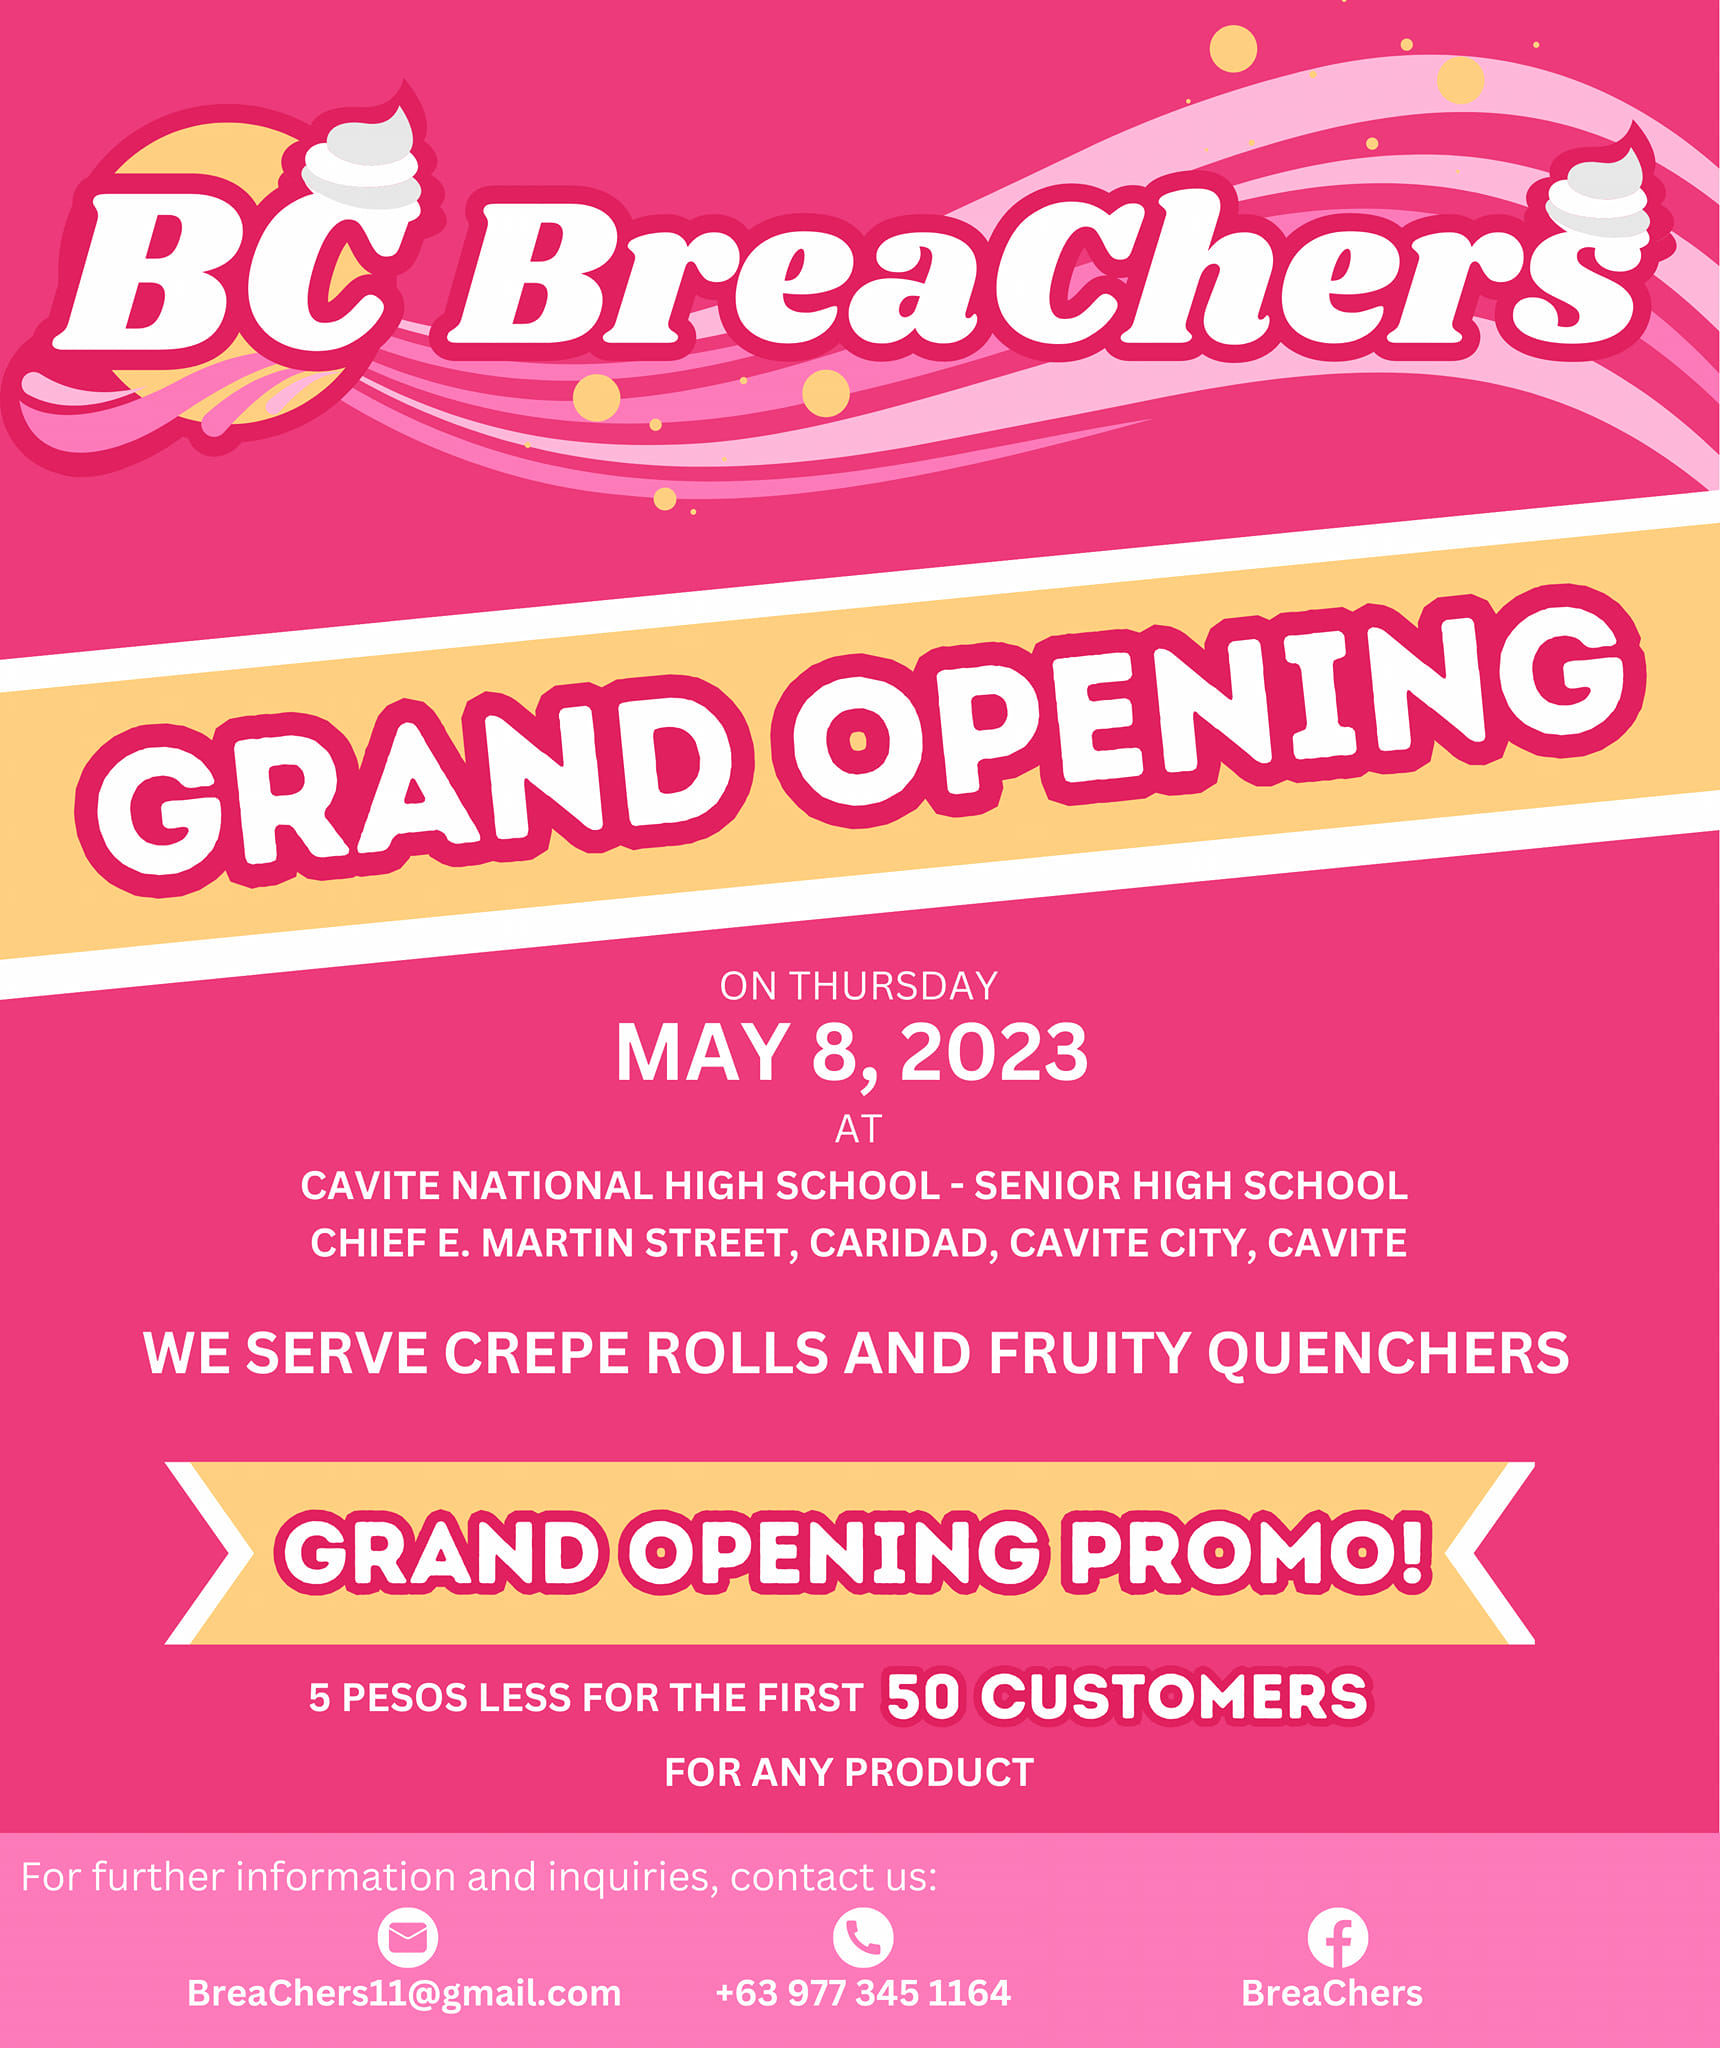 BC BreaChers
GRAND OPENING
ON THURSDAY
MAY 8, 2023
AT
CAVITE NATIONAL HIGH SCHOOL - SENIOR HIGH SCHOOL
CHIEF E. MARTIN STREET, CARIDAD, CAVITE CITY, CAVITE
WE SERVE CREPE ROLLS AND FRUITY QUENCHERS
GRAND OPENING PROMO!
5 PESOS LESS FOR THE FIRST 50 CUSTOMERS
FOR ANY PRODUCT
For further information and inquiries, contact us:
BreaChers11@gmail.com +63 977 345 1164 BreaChers